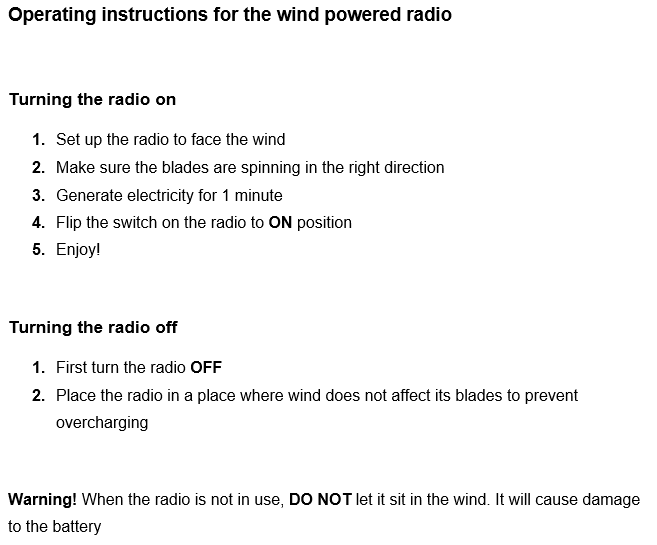 Operating instructions for the wind powered radio
Turning the radio on
1. Set up the radio to face the wind
2. Make sure the blades are spinning in the right direction
3. Generate electricity for 1 minute
4. Flip the switch on the radio to ON position
5. Enjoy!
Turning the radio off
1. First turn the radio OFF
2. Place the radio in a place where wind does not affect its blades to prevent
overcharging
Warning! When the radio is not in use, DO NOT let it sit in the wind. It will cause damage
to the battery